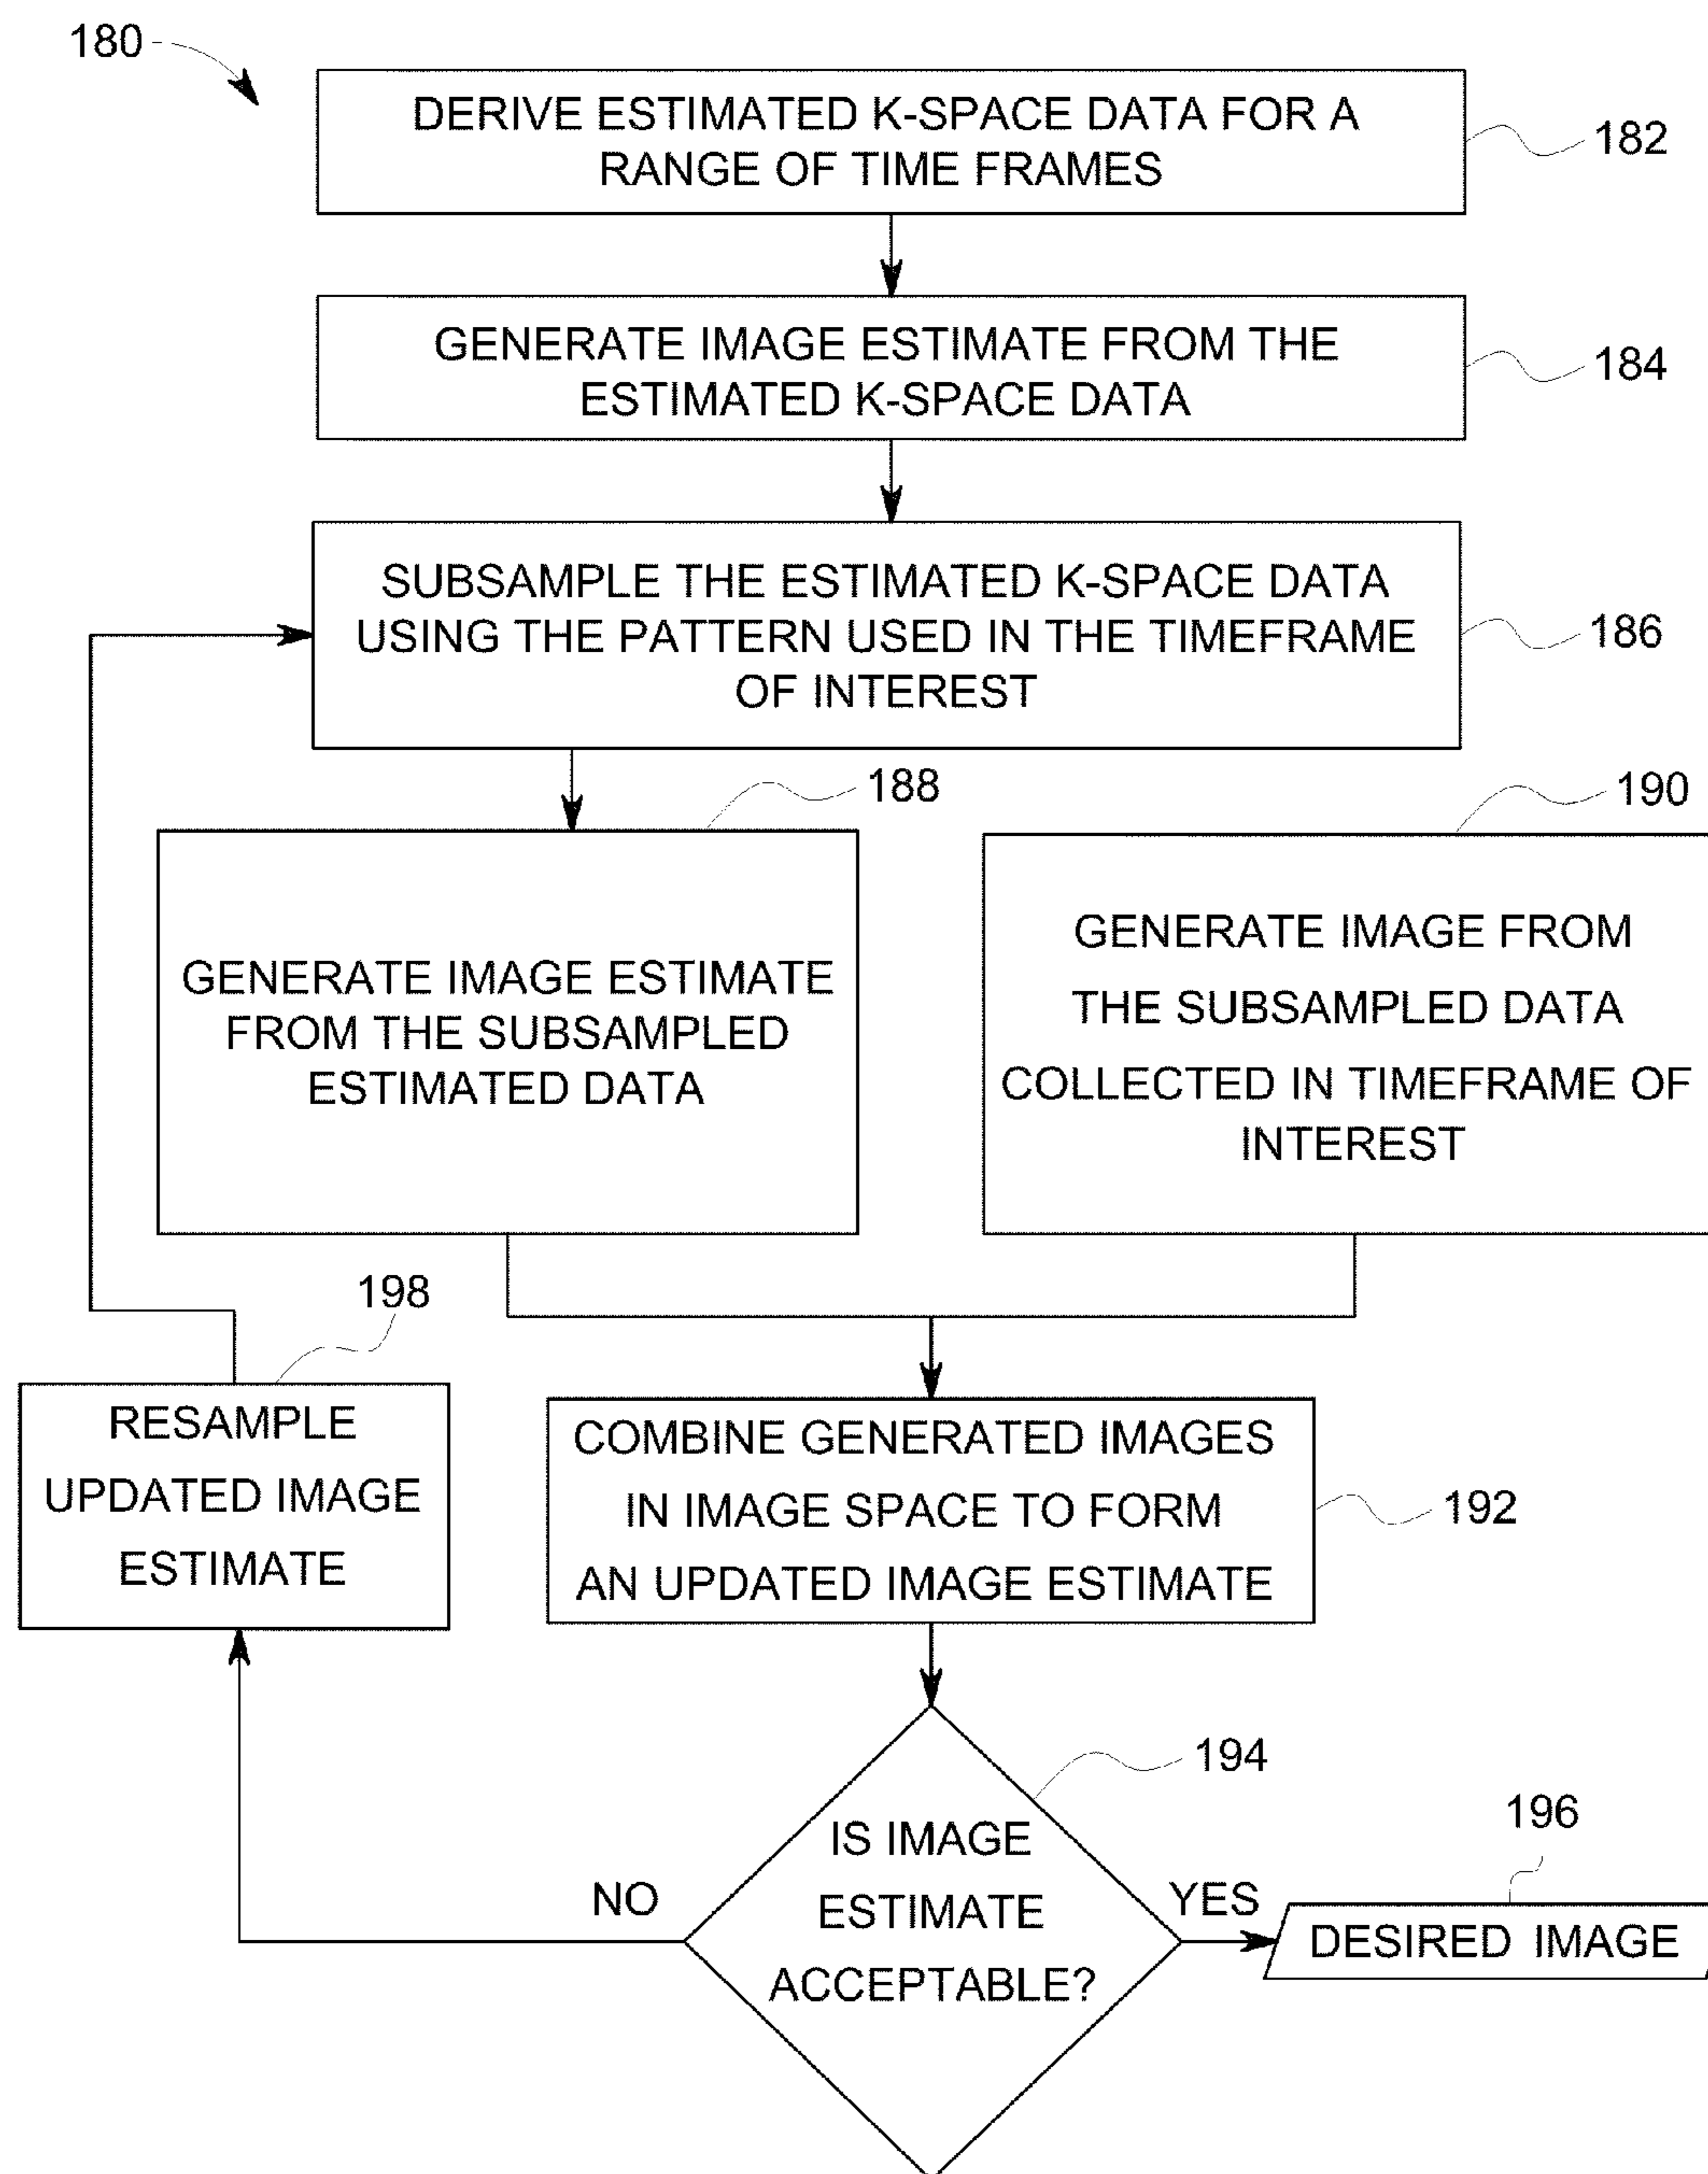 180
DERIVE ESTIMATED K-SPACE DATA FOR A
RANGE OF TIME FRAMES
182
GENERATE IMAGE ESTIMATE FROM THE
ESTIMATED K-SPACE DATA
184
SUBSAMPLE THE ESTIMATED K-SPACE DATA
USING THE PATTERN USED IN THE TIMEFRAME
OF INTEREST
186
188
GENERATE IMAGE ESTIMATE
FROM THE SUBSAMPLED
ESTIMATED DATA
190
GENERATE IMAGE FROM
THE SUBSAMPLED DATA
COLLECTED IN TIMEFRAME OF
INTEREST
198
RESAMPLE
UPDATED IMAGE
ESTIMATE
COMBINE GENERATED IMAGES
IN IMAGE SPACE TO FORM
AN UPDATED IMAGE ESTIMATE
192
194
IS IMAGE
ESTIMATE
ACCEPTABLE?
NO
YES
196
DESIRED IMAGE